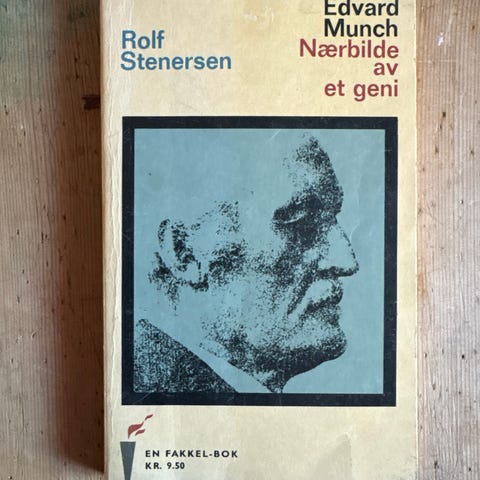 Rolf
Stenersen
Edvard
Munch
Nærbilde
av
et geni
EN FAKKEL-BOK
KR. 9.50